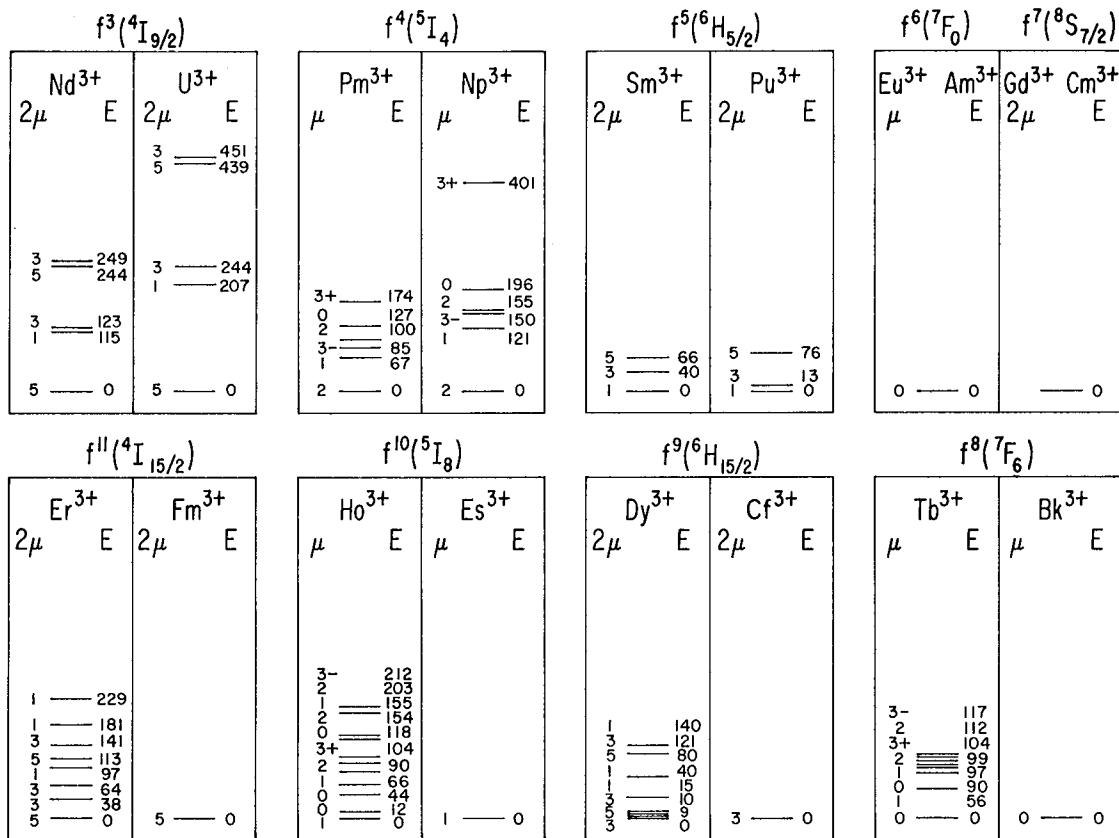 f³(⁴I₉/₂)
f⁴(⁵I₄)
f⁵(⁶H₅/₂)
f⁶(⁷F₀)
f⁷(⁸S₇/₂)
Nd³⁺
2μ E
3 249
5 244
3 123
1 115
5 0
U³⁺
2μ E
3 451
5 439
3 244
1 207
5 0
Pm³⁺
μ E
3+ 174
0 127
2 100
3- 85
1 67
2 0
Np³⁺
μ E
3+ 401
0 196
2 155
3- 150
1 121
2 0
Sm³⁺
2μ E
5 66
3 40
1 0
Pu³⁺
2μ E
5 76
3 13
1 0
Eu³⁺ Am³⁺
μ E
0 0
Gd³⁺ Cm³⁺
2μ E
0
f¹¹(⁴I₁₅/₂)
f¹⁰(⁵I₈)
f⁹(⁶H₁₅/₂)
f⁸(⁷F₆)
Er³⁺
2μ E
1 229
1 181
3 141
5 113
1 97
3 64
3 38
5 0
Fm³⁺
2μ E
5 0
Ho³⁺
μ E
3- 212
2 203
1 155
2 154
0 118
3+ 104
2 90
1 66
0 44
0 12
1 0
Es³⁺
μ E
1 0
Dy³⁺
2μ E
1 140
3 121
5 80
1 40
1 15
3 10
5 9
3 0
Cf³⁺
2μ E
3 0
Tb³⁺
μ E
3- 117
2 112
3+ 104
2 99
1 97
0 90
1 56
0 0
Bk³⁺
μ E
0 0